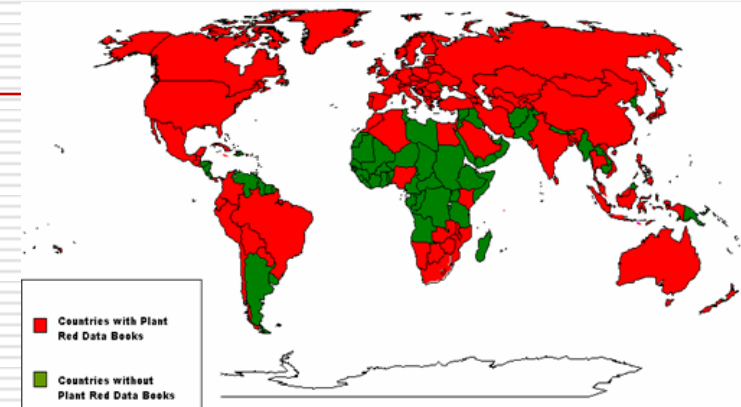 Countries with Plant
Red Data Books
Countries without
Plant Red Data Books